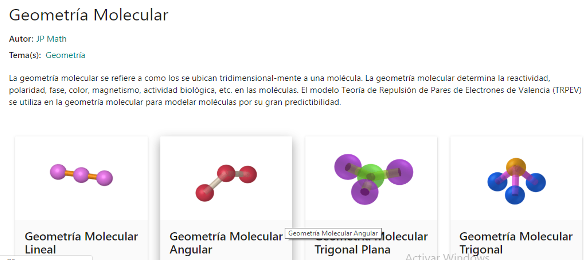 Geometría Molecular
Autor: JP Math
Tema(s): Geometría
La geometría molecular se refiere a como los se ubican tridimensional-mente a una molécula. La geometría molecular determina la reactividad,
polaridad, fase, color, magnetismo, actividad biológica, etc. en las moléculas. El modelo Teoría de Repulsión de Pares de Electrones de Valencia (TRPEV)
se utiliza en la geometría molecular para modelar moléculas por su gran predictibilidad.
Geometría Molecular
Lineal
Geometría Molecular
Angular
Geometría Molecular Angular
Geometría Molecular
Trigonal Plana
Geometría Molecular
Trigonal
Activar Windows